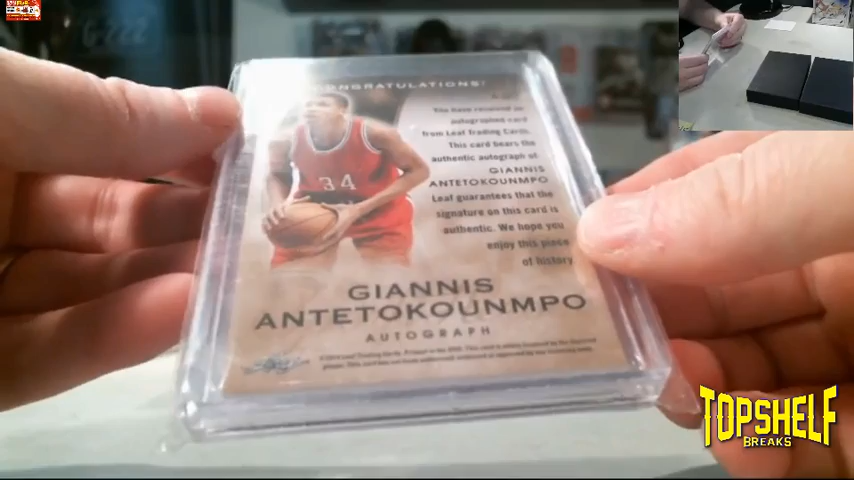 CONGRATULATIONS!
You have received an
autographed card
from Leaf Trading Cards.
This card bears the
authentic autograph of
GIANNIS
ANTETOKOUNMPO
Leaf guarantees that the
signature on this card is
authentic. We hope you
enjoy this piece
of history
34
GIANNIS
ANTETOKOUNMPO
AUTOGRAPH
TOPSHELF
BREAKS